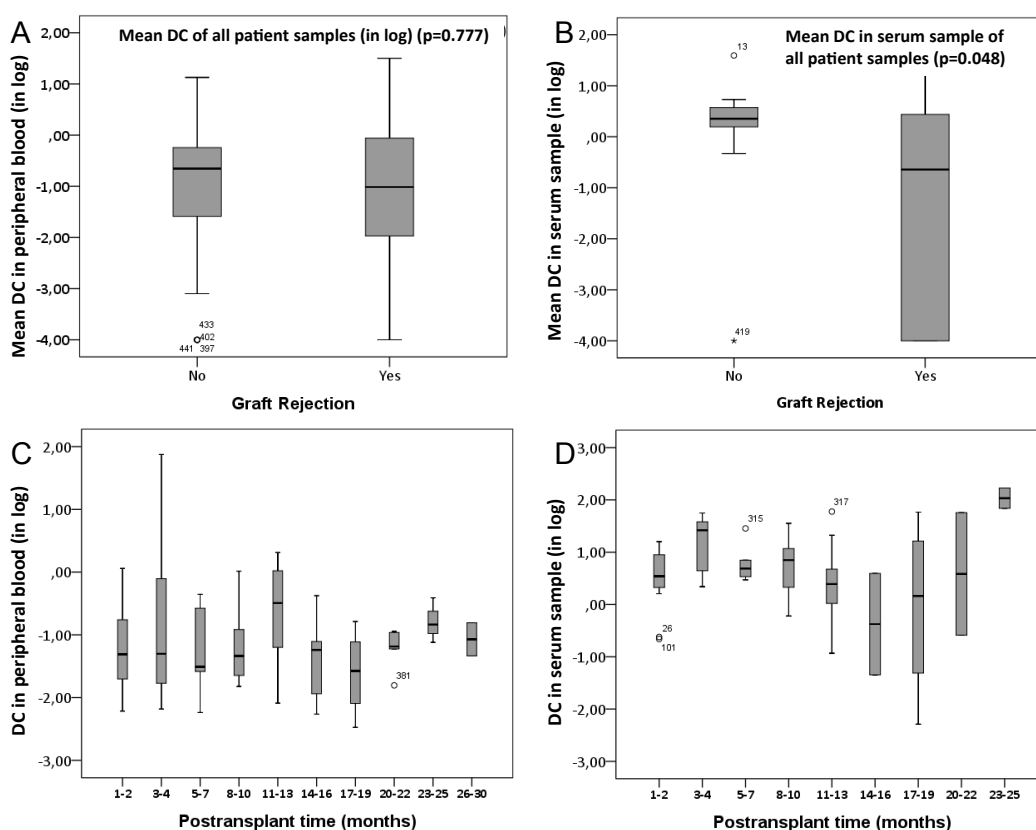 A
Mean DC of all patient samples (in log) (p=0.777)
Mean DC in peripheral blood (in log)
2,00
1,00
,00
-1,00
-2,00
-3,00
-4,00
433
402
441 397
No
Yes
Graft Rejection
B
Mean DC in serum sample of
all patient samples (p=0.048)
Mean DC in serum sample (in log)
2,00
1,00
,00
-1,00
-2,00
-3,00
-4,00
13
419
No
Yes
Graft Rejection
C
DC in peripheral blood (in log)
2,00
1,00
,00
-1,00
-2,00
-3,00
381
1-2 3-4 5-7 8-10 11-13 14-16 17-19 20-22 23-25 26-30
Postransplant time (months)
D
DC in serum sample (in log)
3,00
2,00
1,00
,00
-1,00
-2,00
-3,00
317
315
26
101
1-2 3-4 5-7 8-10 11-13 14-16 17-19 20-22 23-25
Postransplant time (months)